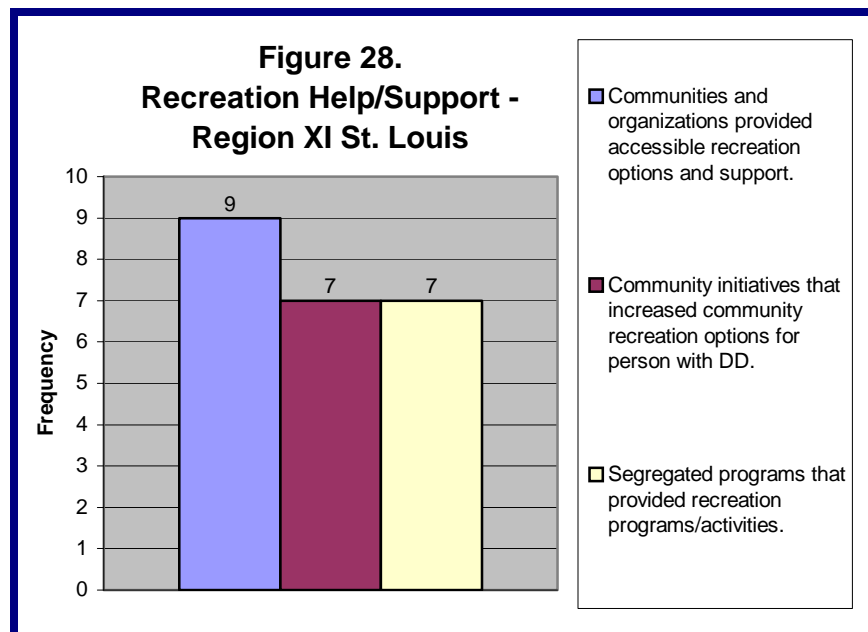 Figure 28.
Recreation Help/Support -
Region XI St. Louis
Frequency
10
9
8
7
6
5
4
3
2
1
0
9
7
7
Communities and
organizations provided
accessible recreation
options and support.
Community initiatives that
increased community
recreation options for
person with DD.
Segregated programs that
provided recreation
programs/activities.